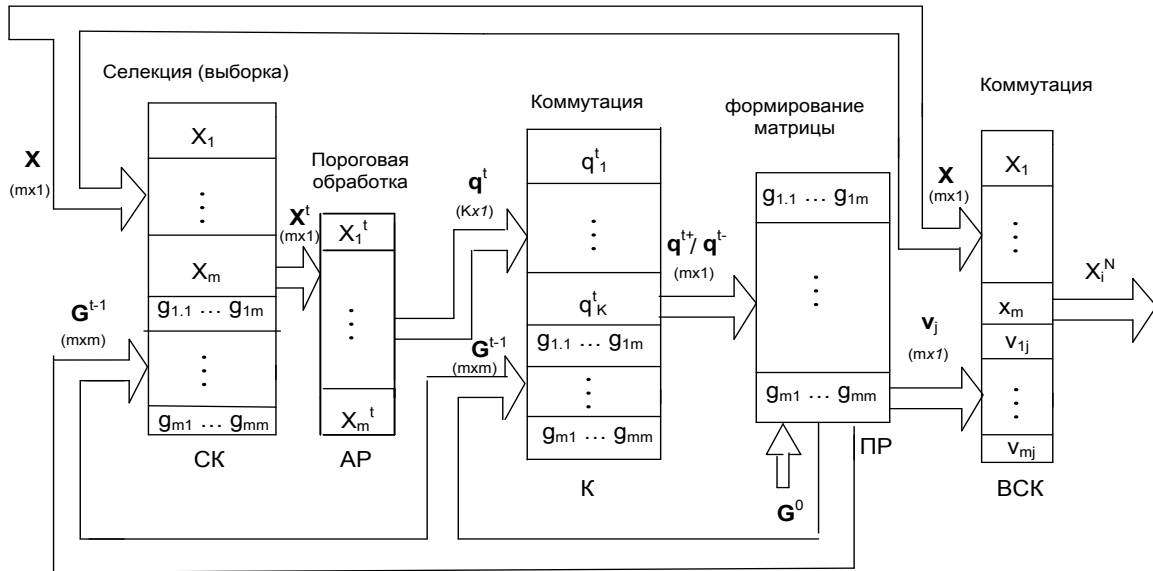 Селекция (выборка)
X₁
⋮
Xₘ
g₁.₁ ... g₁ₘ
⋮
gₘ₁ ... gₘₘ
СК
X
(mx1)
Gᵗ⁻¹
(mxm)
Пороговая
обработка
Xᵗ
(mx1)
X₁ᵗ
⋮
Xₘᵗ
АР
qᵗ
(Kx1)
Gᵗ⁻¹
(mxm)
Коммутация
qᵗ₁
⋮
qᵗ_K
g₁.₁ ... g₁ₘ
⋮
gₘ₁ ... gₘₘ
К
qᵗ⁺/ qᵗ⁻
(mx1)
формирование
матрицы
g₁.₁ ... g₁ₘ
⋮
gₘ₁ ... gₘₘ
ПР
G⁰
X
(mx1)
vⱼ
(mx1)
Коммутация
X₁
⋮
xₘ
v₁ⱼ
⋮
vₘⱼ
ВСК
Xᵢᴺ